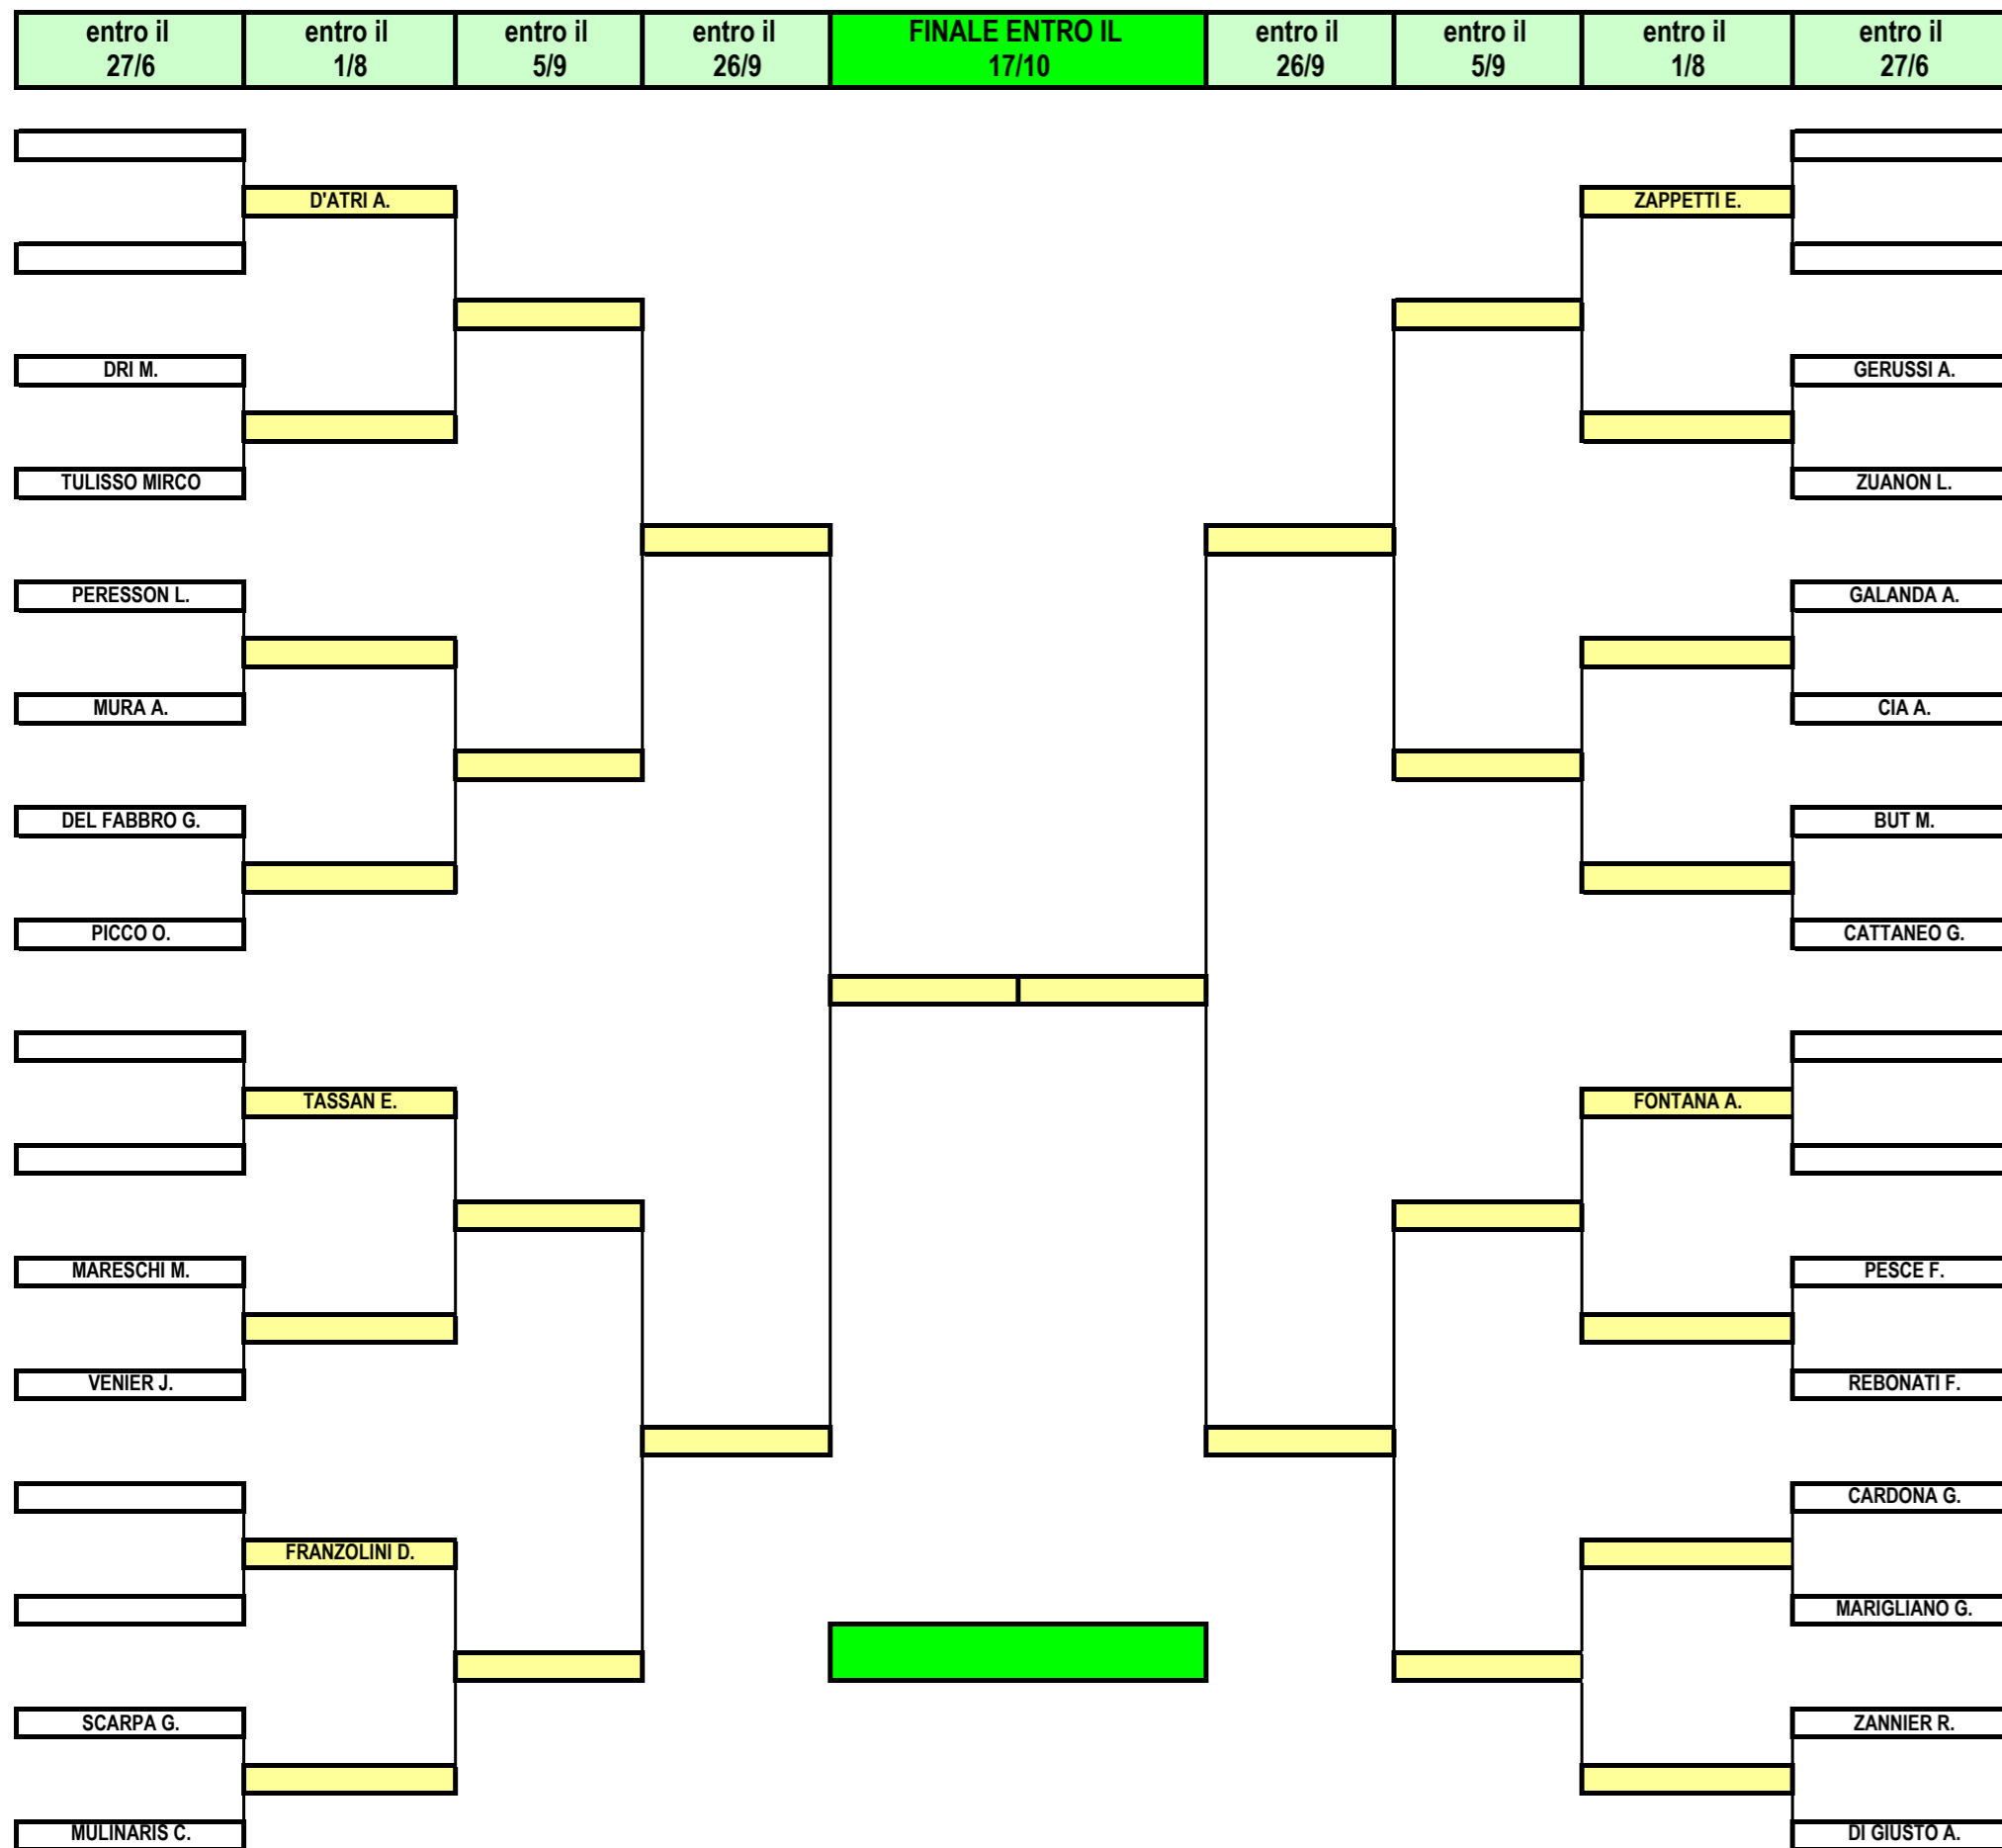 entro il entro il entro il entro il FINALE ENTRO IL entro il entro il entro il entro il
27/6 1/8 5/9 26/9 17/10 26/9 5/9 1/8 27/6
D'ATRI A. ZAPPETTI E.
DRI M. GERUSSI A.
TULISSO MIRCO ZUANON L.
PERESSON L. GALANDA A.
MURA A. CIA A.
DEL FABBRO G. BUT M.
PICCO O. CATTANEO G.
TASSAN E. FONTANA A.
MARESCHI M. PESCE F.
VENIER J. REBONATI F.
CARDONA G.
FRANZOLINI D.
MARIGLIANO G.
SCARPA G. ZANNIER R.
MULINARIS C. DI GIUSTO A.